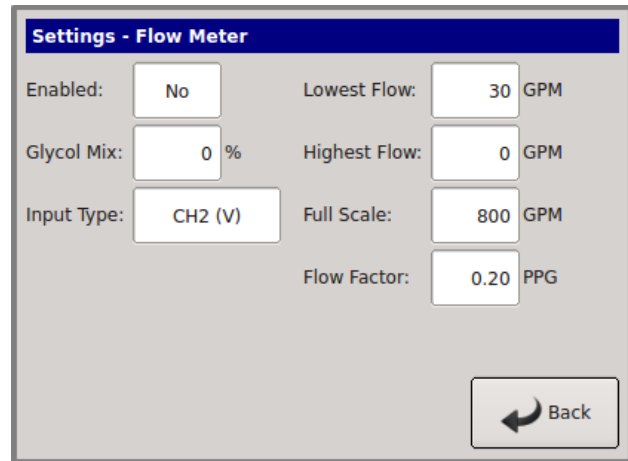 Settings - Flow Meter
Enabled: No Lowest Flow: 30 GPM
Glycol Mix: 0 % Highest Flow: 0 GPM
Input Type: CH2 (V) Full Scale: 800 GPM
Flow Factor: 0.20 PPG
Back